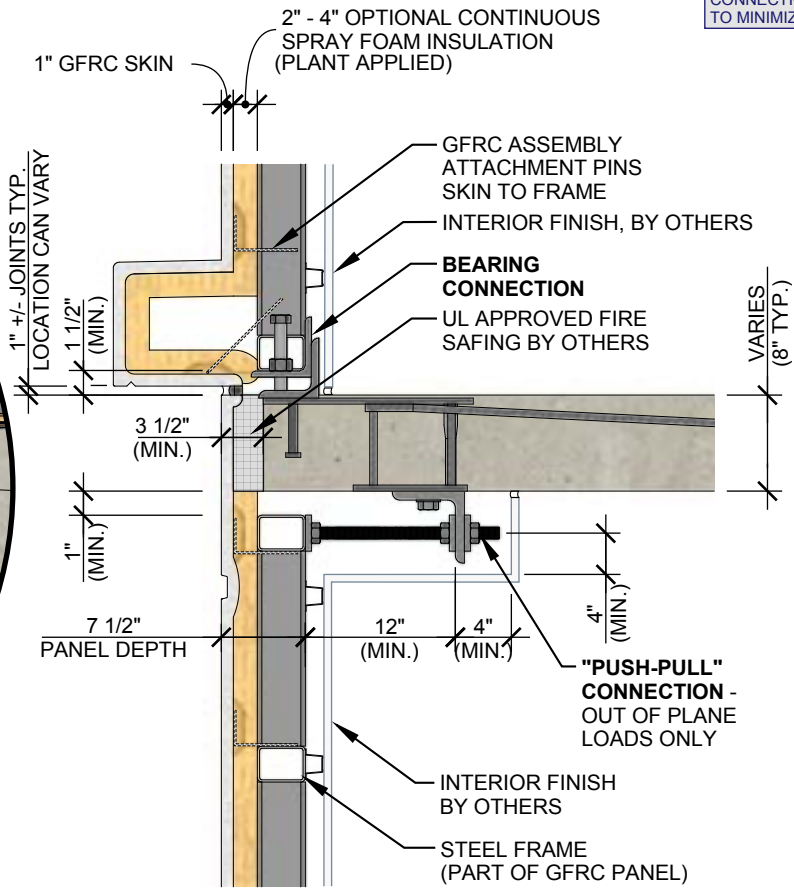 CONNECTIO
TO MINIMIZ
2" - 4" OPTIONAL CONTINUOUS
SPRAY FOAM INSULATION
(PLANT APPLIED)
1" GFRC SKIN
GFRC ASSEMBLY
ATTACHMENT PINS
SKIN TO FRAME
INTERIOR FINISH, BY OTHERS
BEARING
CONNECTION
UL APPROVED FIRE
SAFING BY OTHERS
1" +/- JOINTS TYP.
LOCATION CAN VARY
1 1/2"
(MIN.)
VARIES
(8" TYP.)
3 1/2"
(MIN.)
1"
(MIN.)
7 1/2"
PANEL DEPTH
12"
(MIN.)
4"
(MIN.)
4"
(MIN.)
"PUSH-PULL"
CONNECTION -
OUT OF PLANE
LOADS ONLY
INTERIOR FINISH
BY OTHERS
STEEL FRAME
(PART OF GFRC PANEL)